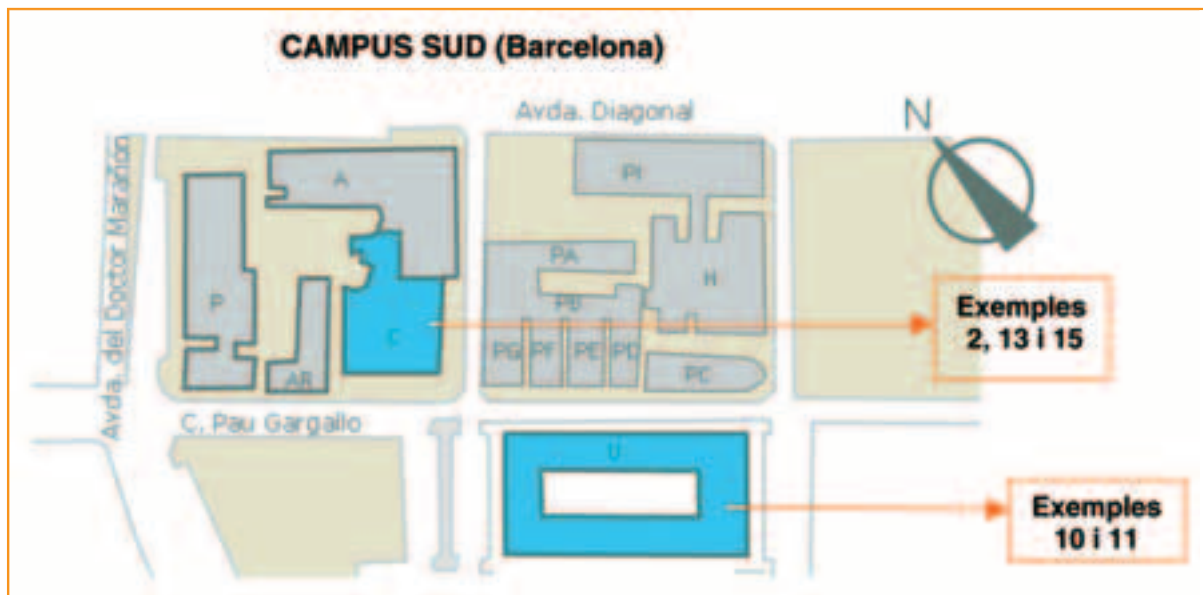 CAMPUS SUD (Barcelona)
Avda. Diagonal
N
Avda. del Doctor Marañón
A
PI
P
PA
H
PB
C
Exemples
2, 13 i 15
PG PF PE PD
PC
AR
C. Pau Gargallo
U
Exemples
10 i 11